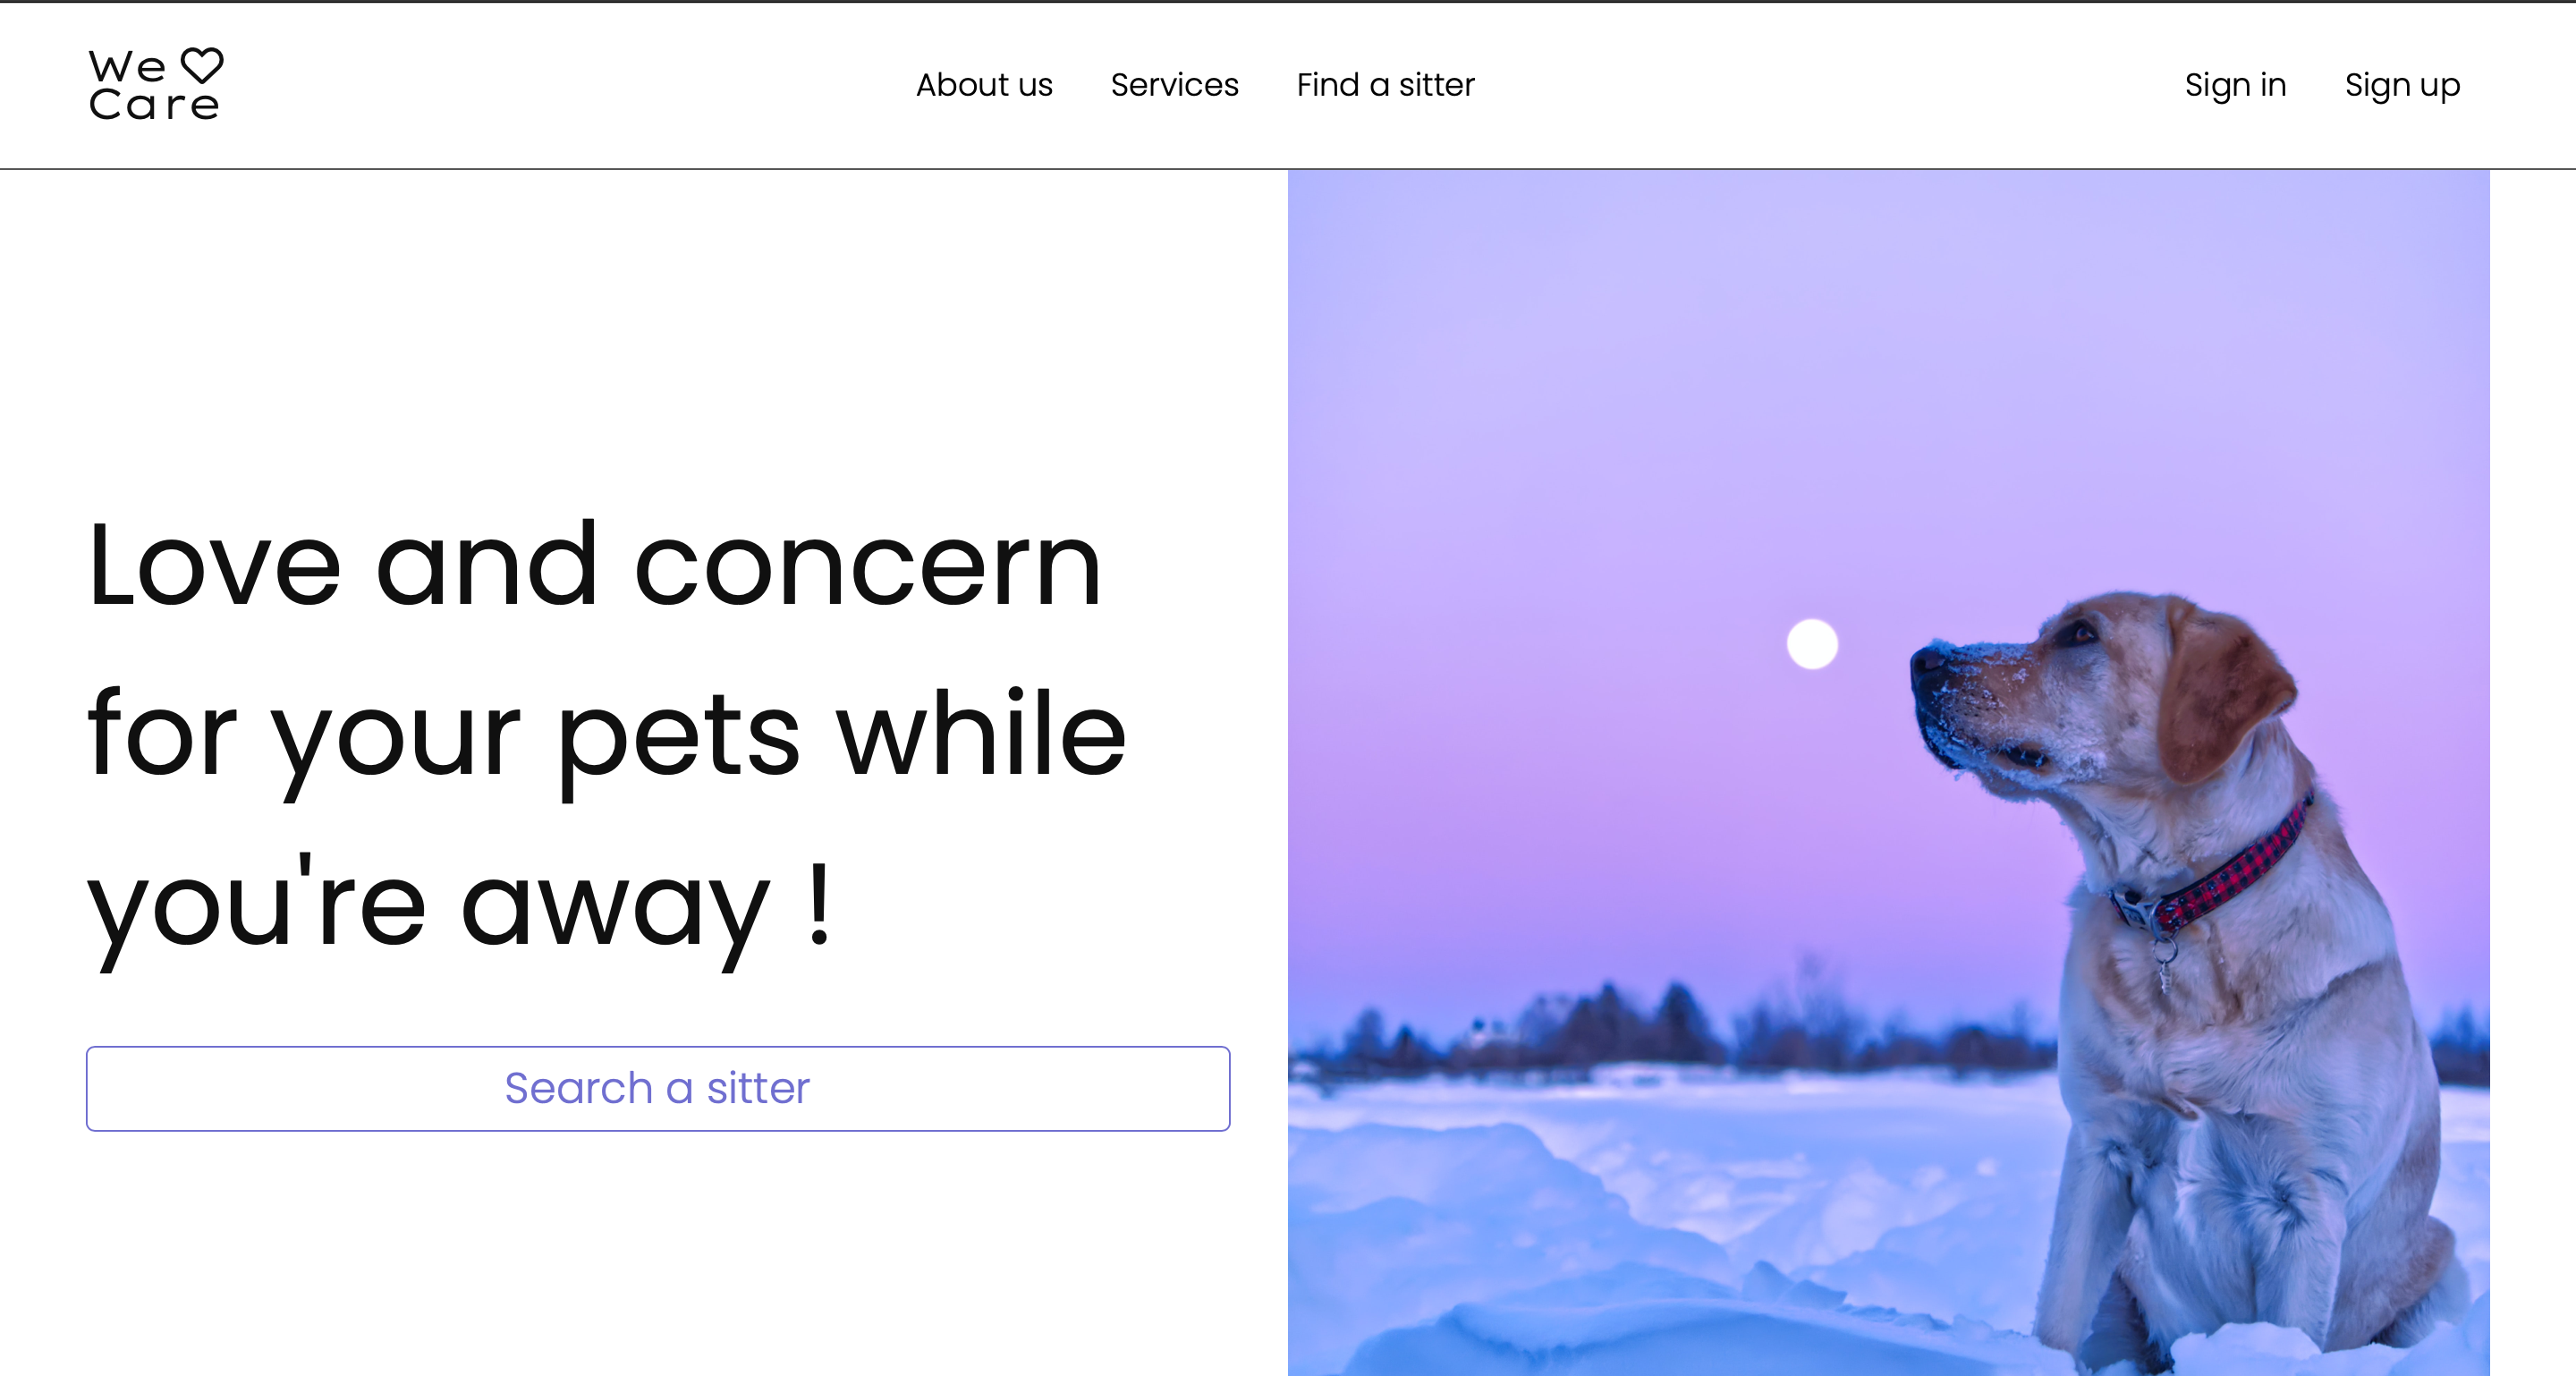 We
Care
About us
Services
Find a sitter
Sign in
Sign up
Love and concern
for your pets while
you're away !
Search a sitter